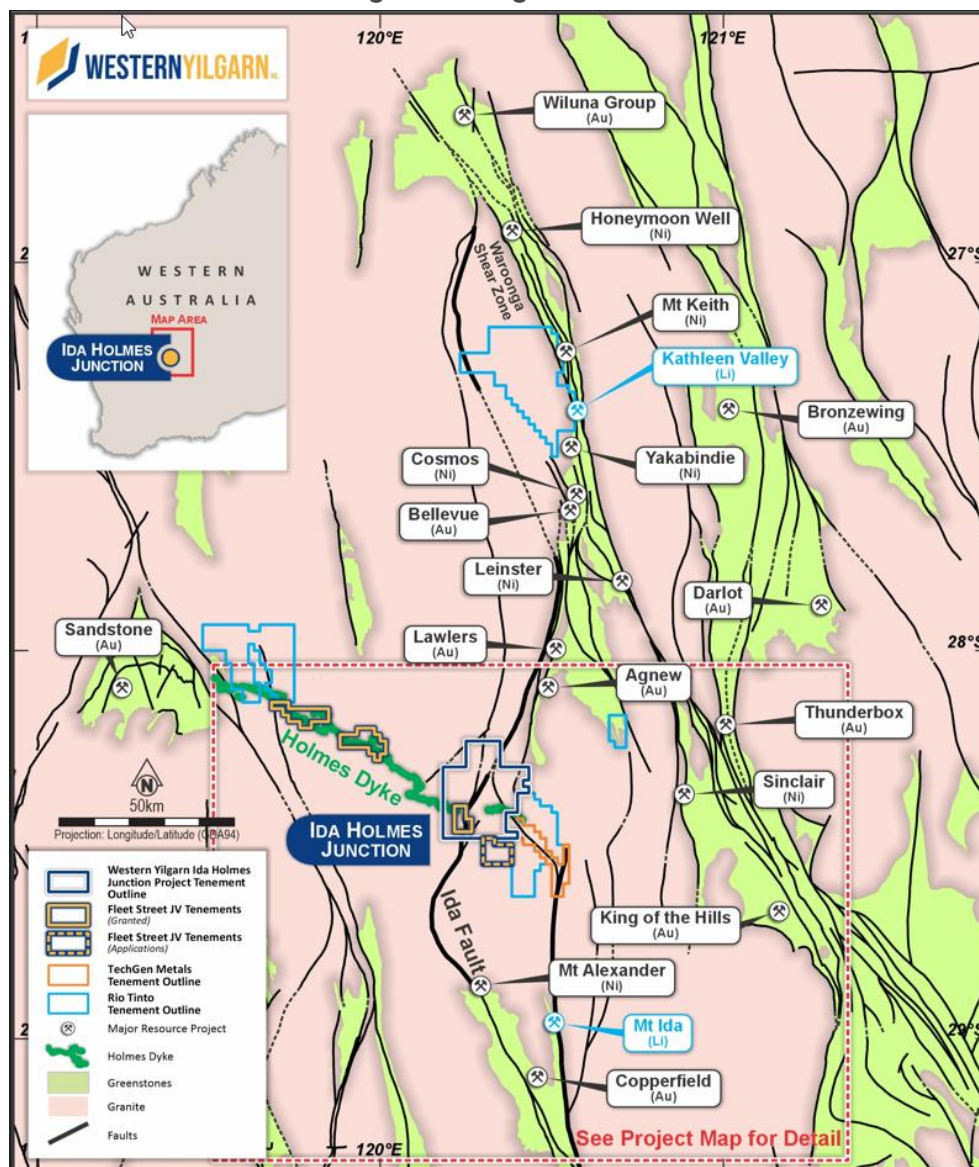 120°E
121°E
WESTERNYILGARN NL
WESTERN
AUSTRALIA
MAP AREA
IDA HOLMES
JUNCTION
Wiluna Group
(Au)
Honeymoon Well
(Ni)
27°S
Waroonga
Shear Zone
Mt Keith
(Ni)
Kathleen Valley
(Li)
Bronzewing
(Au)
Yakabindie
(Ni)
Cosmos
(Ni)
Bellevue
(Au)
Leinster
(Ni)
Darlot
(Au)
Sandstone
(Au)
Lawlers
(Au)
28°S
Agnew
(Au)
Thunderbox
(Au)
Holmes Dyke
Sinclair
(Ni)
N
50km
Projection: Longitude/Latitude (GDA94)
IDA HOLMES
JUNCTION
Ida Fault
King of the Hills
(Au)
Mt Alexander
(Ni)
Mt Ida
(Li)
29°S
Copperfield
(Au)
Western Yilgarn Ida Holmes
Junction Project Tenement
Outline
Fleet Street JV Tenements
(Granted)
Fleet Street JV Tenements
(Applications)
TechGen Metals
Tenement Outline
Rio Tinto
Tenement Outline
Major Resource Project
Holmes Dyke
Greenstones
Granite
Faults
120°E
See Project Map for Detail